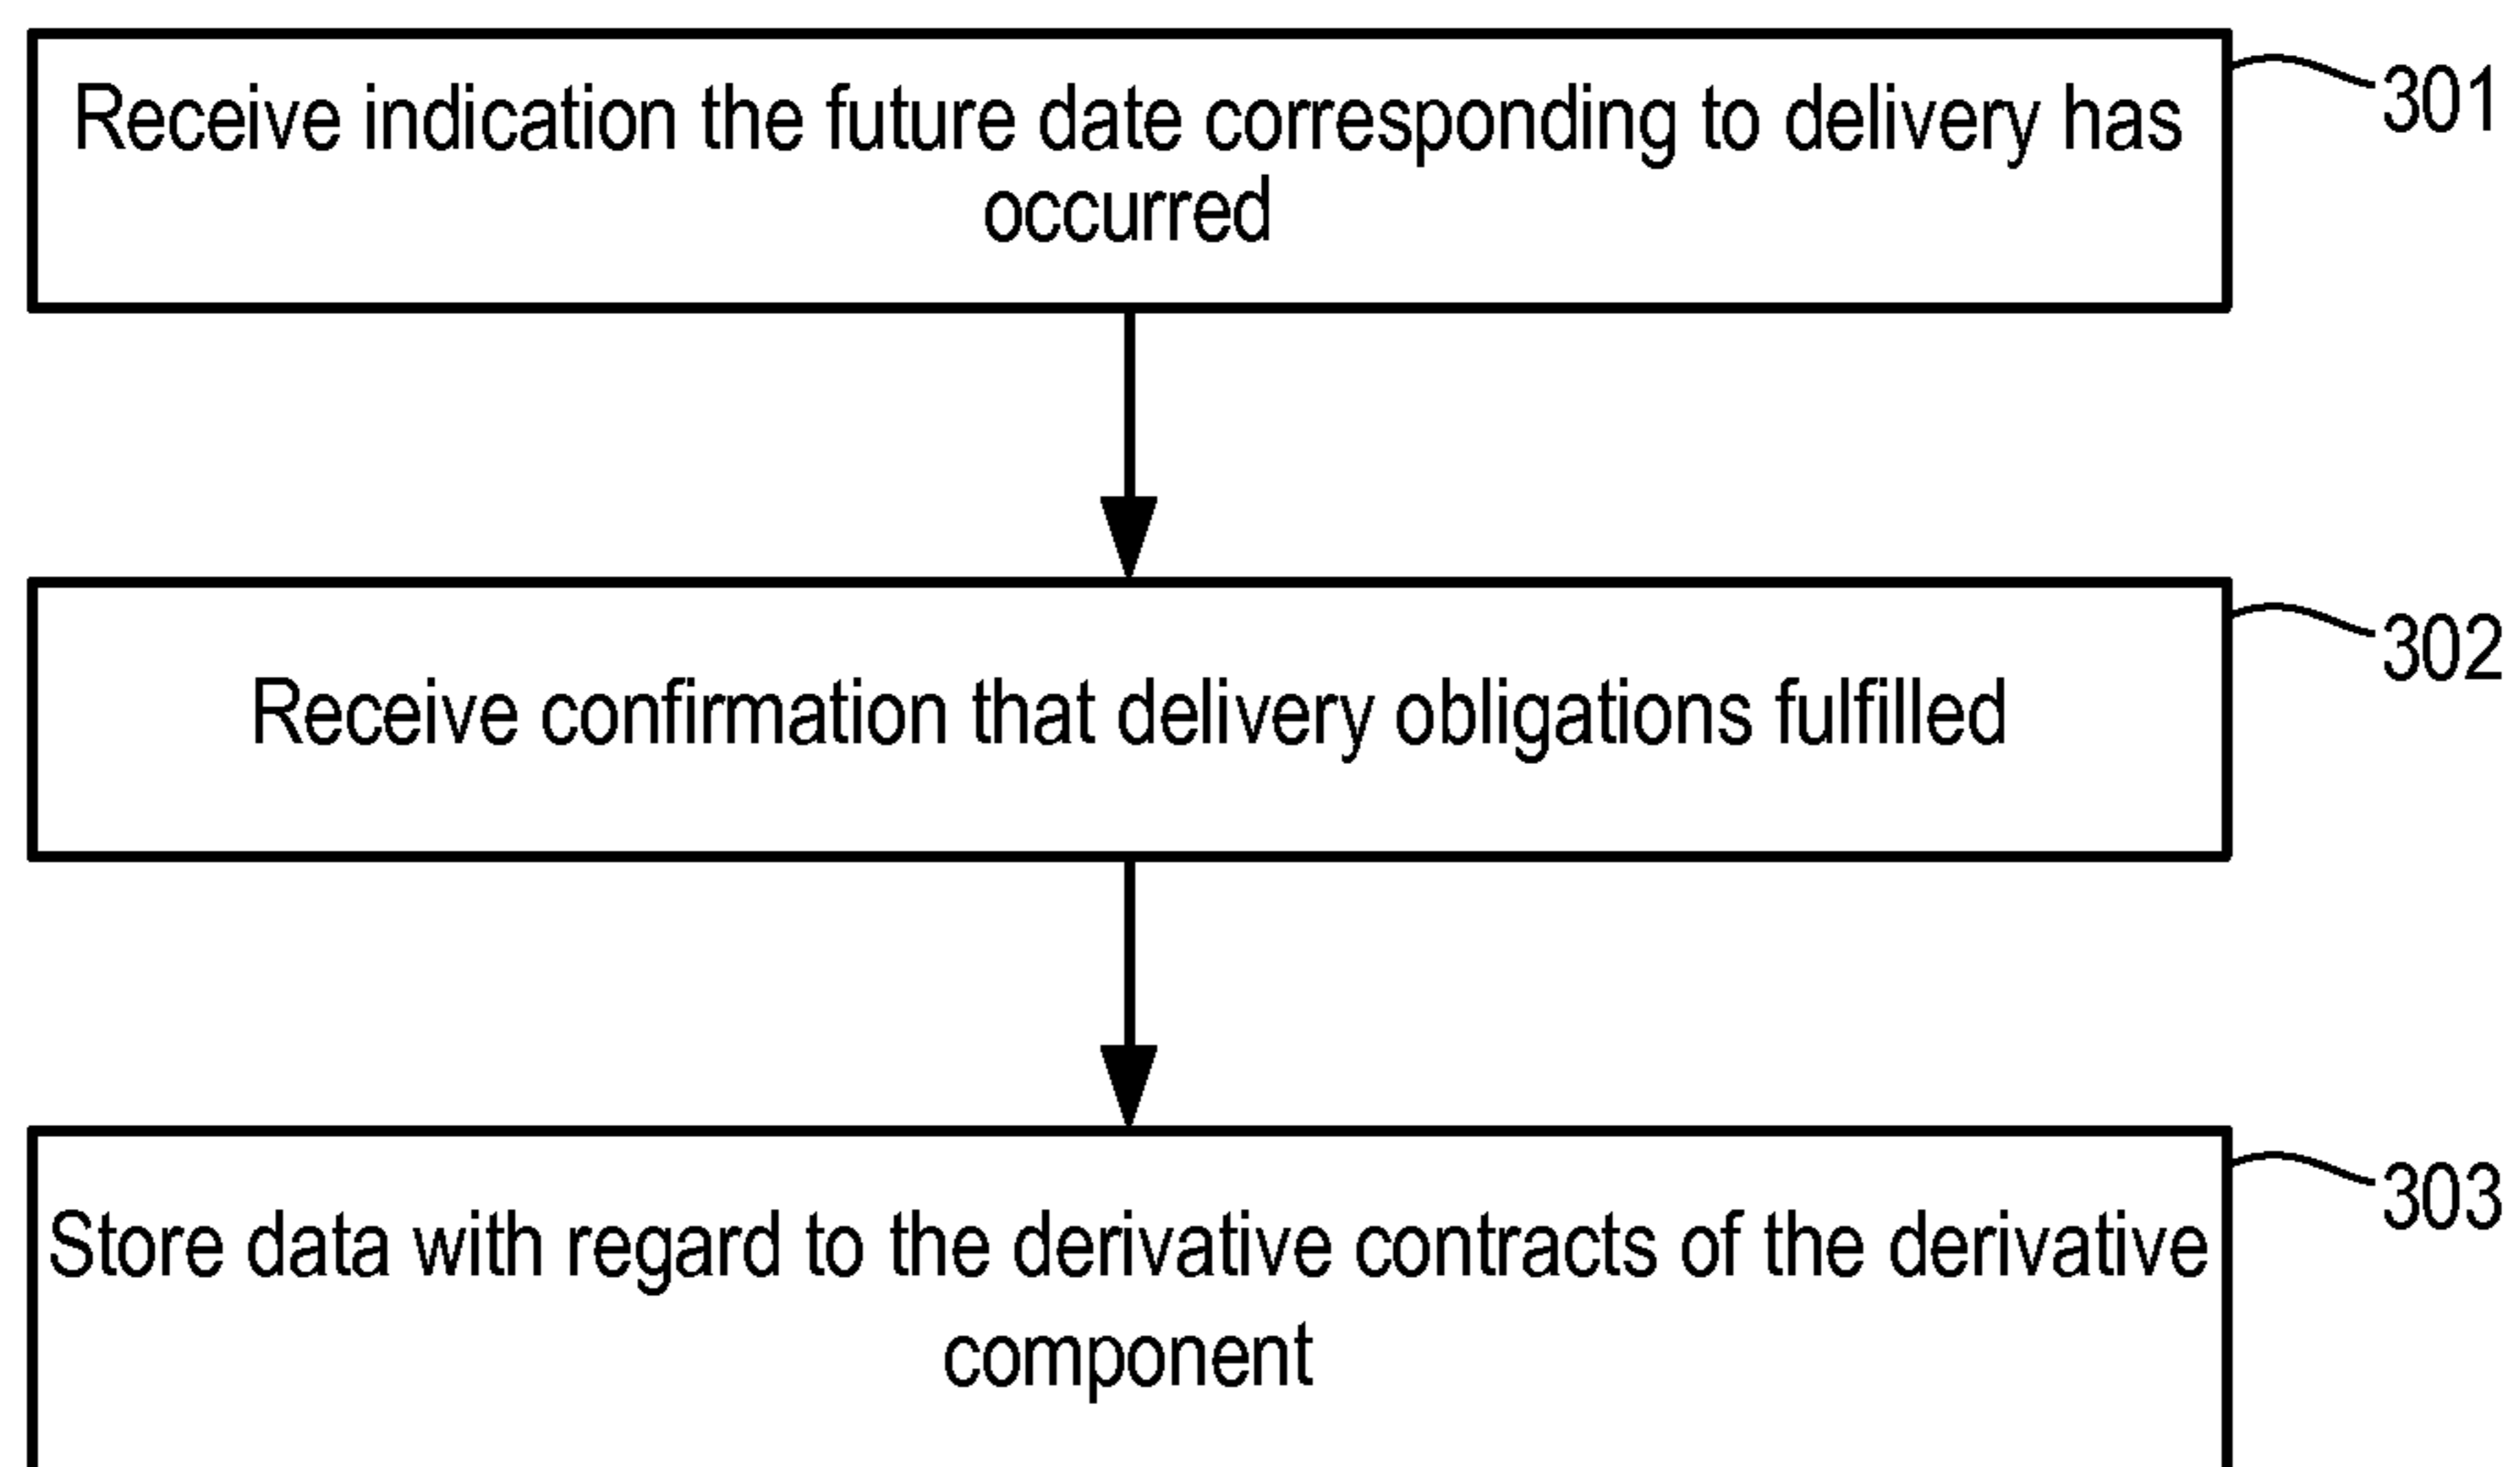 Receive indication the future date corresponding to delivery has
occurred
301
Receive confirmation that delivery obligations fulfilled
302
Store data with regard to the derivative contracts of the derivative
component
303